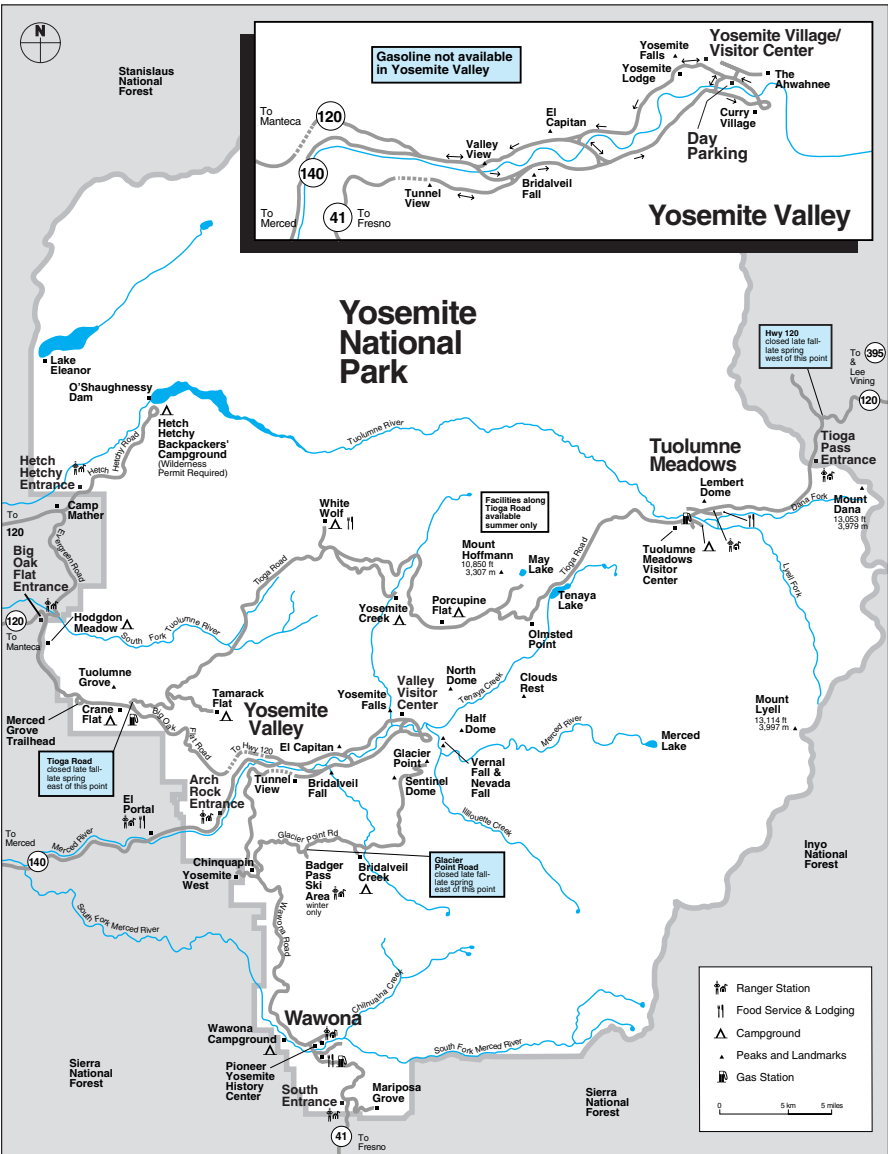 N
Stanislaus
National
Forest
Gasoline not available
in Yosemite Valley
Yosemite
Falls
Yosemite Village/
Visitor Center
Yosemite
Lodge
The
Ahwahnee
Curry
Village
Day
Parking
El
Capitan
To
Manteca
120
Valley
View
140
Tunnel
View
Bridalveil
Fall
To
Merced
41
To
Fresno
Yosemite Valley
Yosemite
National
Park
Hwy 120
closed late fall-
late spring
west of this point
To
&
Lee
Vining
395
120
Lake
Eleanor
O'Shaughnessy
Dam
Hetch
Hetchy
Backpackers'
Campground
(Wilderness
Permit Required)
Tuolumne River
Hetch Hetchy Road
Hetch
Hetchy
Entrance
Camp
Mather
To
120
Evergreen Road
Big
Oak
Flat
Entrance
120
To
Manteca
Hodgdon
Meadow
South Fork Tuolumne River
White
Wolf
Tioga Road
Facilities along
Tioga Road
available
summer only
Mount
Hoffmann
10,850 ft
3,307 m
May
Lake
Tioga Road
Tuolumne
Meadows
Lembert
Dome
Tioga
Pass
Entrance
Mount
Dana
13,053 ft
3,979 m
Dana Fork
Tuolumne
Meadows
Visitor
Center
Lyell Fork
Tenaya
Lake
Yosemite
Creek
Porcupine
Flat
Olmsted
Point
Tuolumne
Grove
Crane
Flat
Merced
Grove
Trailhead
Tioga Road
closed late fall-
late spring
east of this point
Big Oak Flat Road
Tamarack
Flat
Yosemite
Valley
Yosemite
Falls
Valley
Visitor
Center
North
Dome
Tenaya Creek
Clouds
Rest
Half
Dome
Merced River
Merced
Lake
Mount
Lyell
13,114 ft
3,997 m
To Hwy 120
El Capitan
Tunnel
View
Bridalveil
Fall
Glacier
Point
Sentinel
Dome
Vernal
Fall &
Nevada
Fall
Illilouette Creek
Arch
Rock
Entrance
El
Portal
To
Merced
140
Merced River
Chinquapin
Yosemite
West
Glacier Point Rd
Badger
Pass
Ski
Area
winter
only
Bridalveil
Creek
Glacier
Point Road
closed late fall-
late spring
east of this point
Inyo
National
Forest
South Fork Merced River
Wawona Road
Chilnualna Creek
Wawona
Wawona
Campground
Pioneer
Yosemite
History
Center
South Fork Merced River
South
Entrance
Mariposa
Grove
Sierra
National
Forest
Sierra
National
Forest
41
To
Fresno
Ranger Station
Food Service & Lodging
Campground
Peaks and Landmarks
Gas Station
0 5 km 5 miles